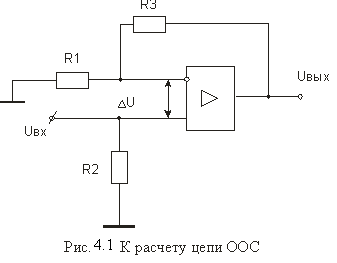 R3
R1
Uвых
ΔU
Uвх
R2
Рис. 4.1 К расчету цепи ООС